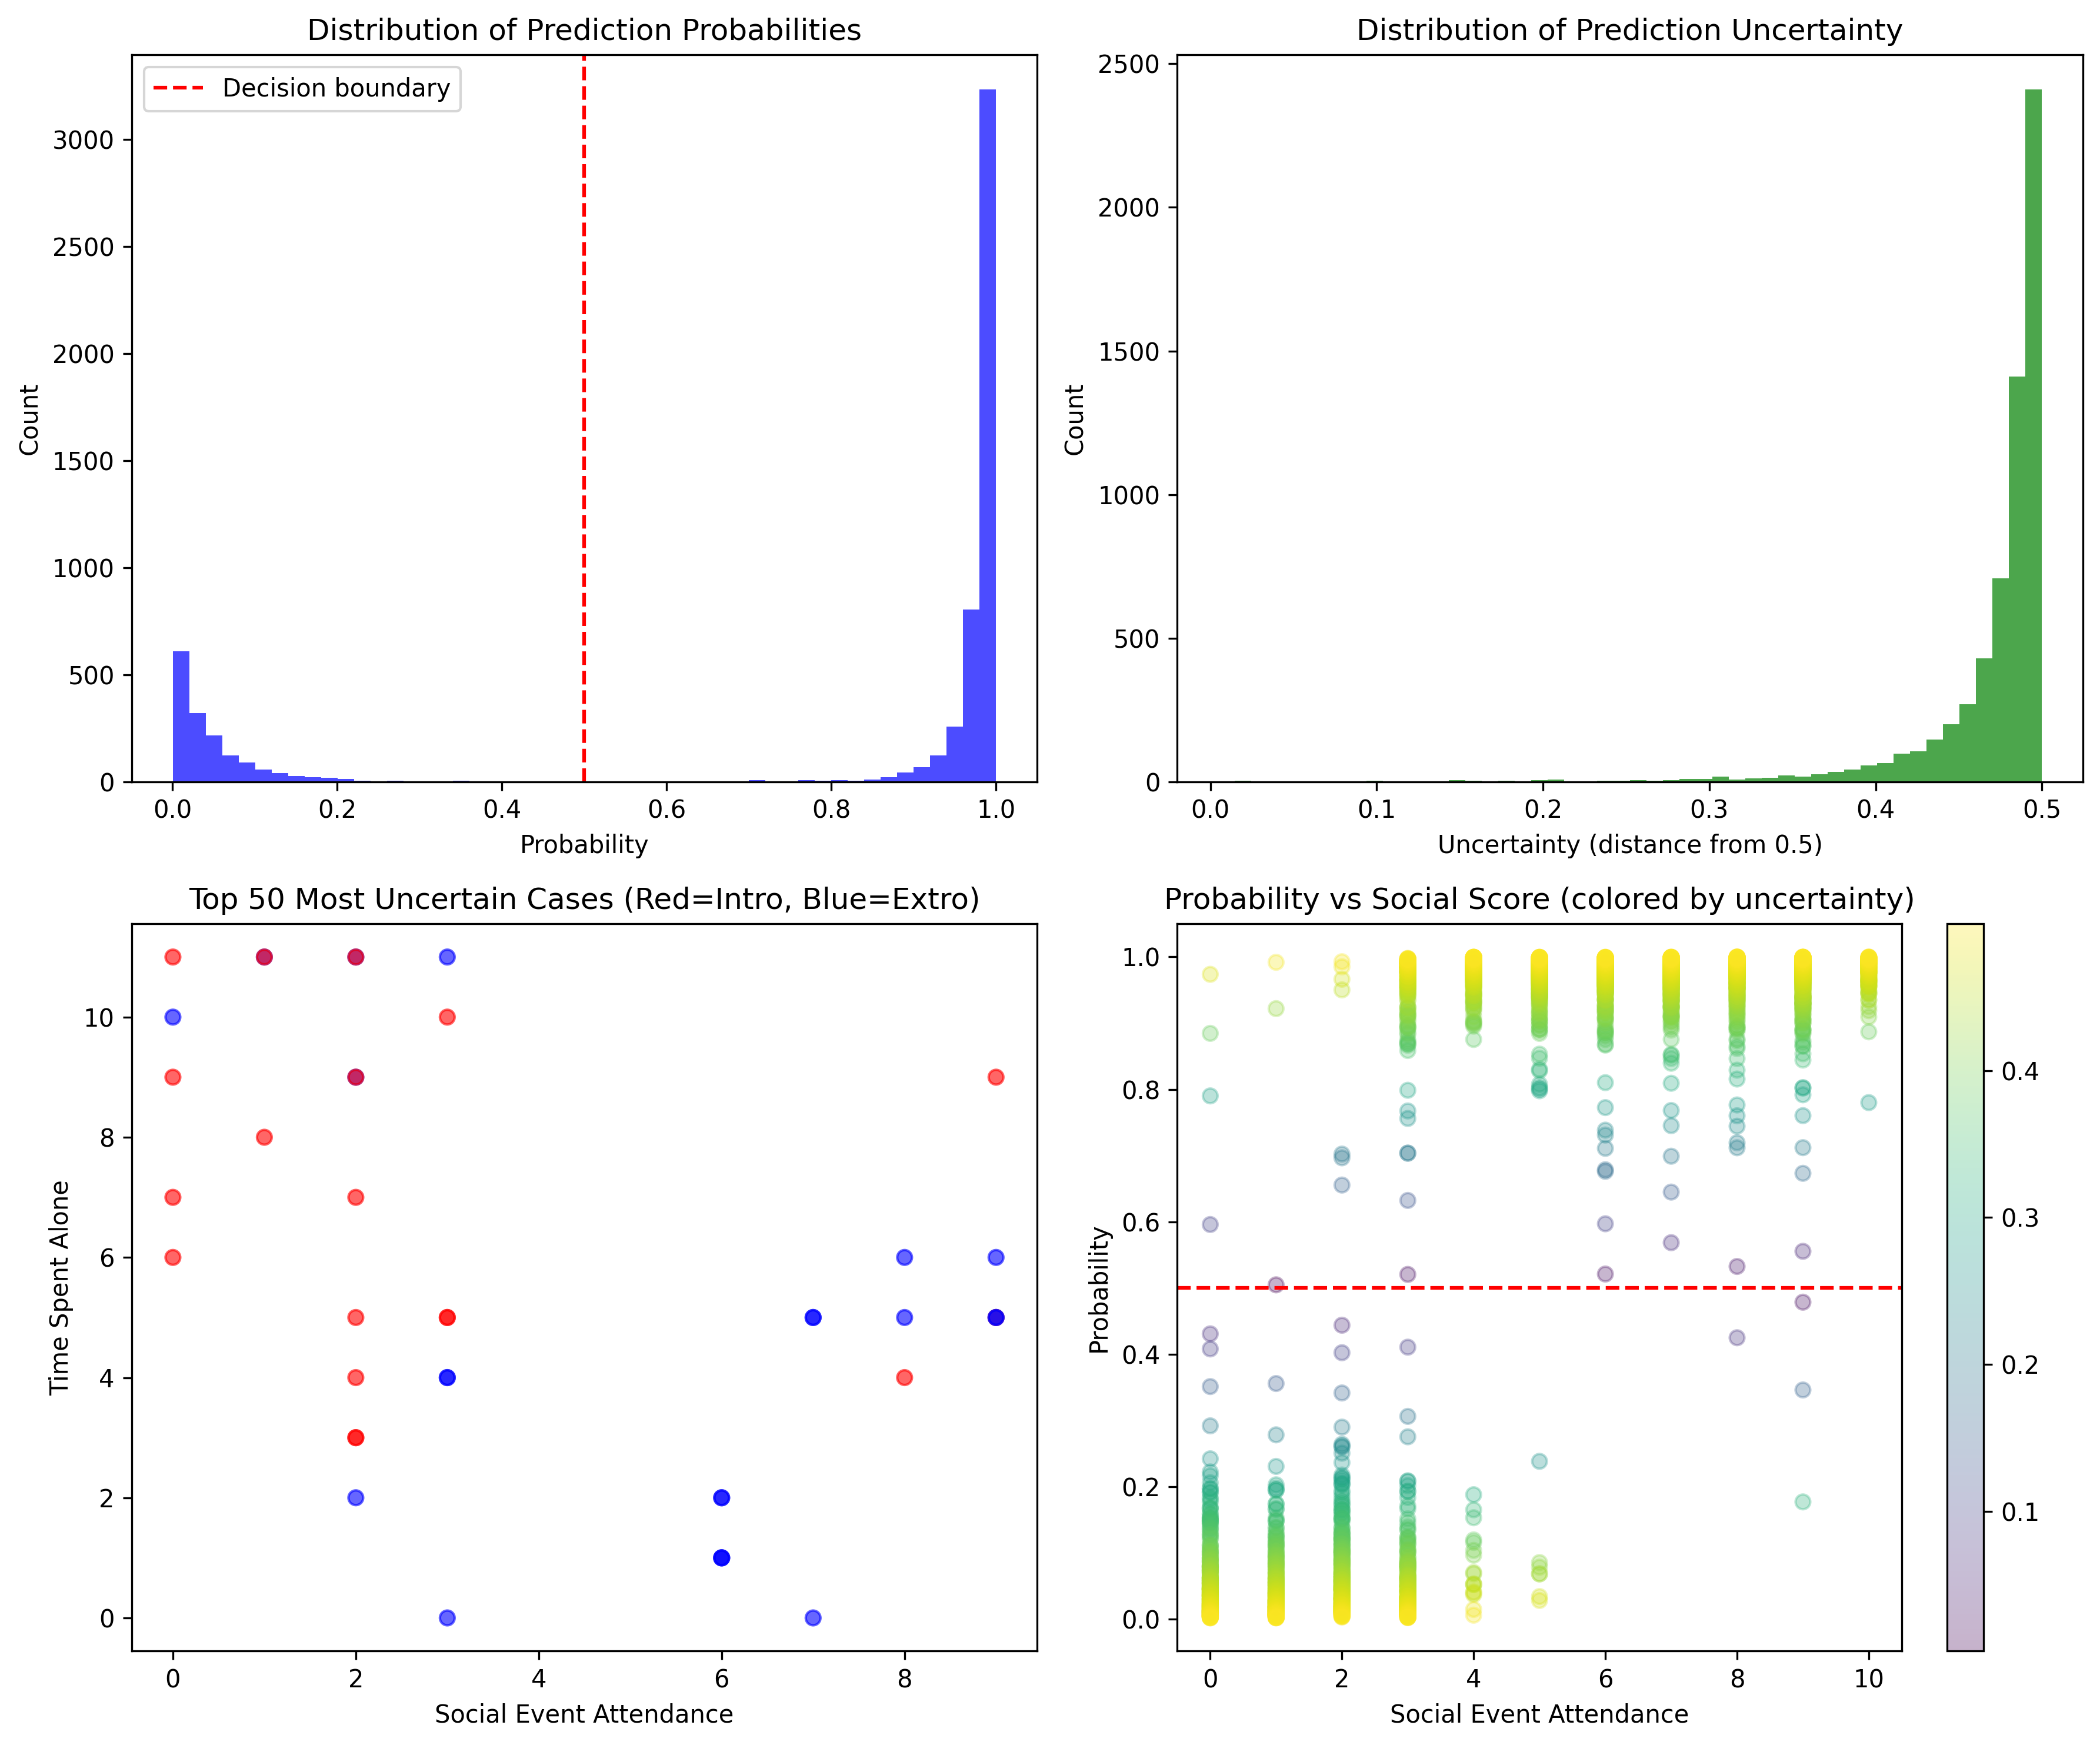 Distribution of Prediction Probabilities
Decision boundary
Count
3000
2500
2000
1500
1000
500
0
0.0 0.2 0.4 0.6 0.8 1.0
Probability
Distribution of Prediction Uncertainty
Count
2500
2000
1500
1000
500
0
0.0 0.1 0.2 0.3 0.4 0.5
Uncertainty (distance from 0.5)
Top 50 Most Uncertain Cases (Red=Intro, Blue=Extro)
Time Spent Alone
10
8
6
4
2
0
0 2 4 6 8
Social Event Attendance
Probability vs Social Score (colored by uncertainty)
Probability
1.0
0.8
0.6
0.4
0.2
0.0
0 2 4 6 8 10
Social Event Attendance
0.4
0.3
0.2
0.1